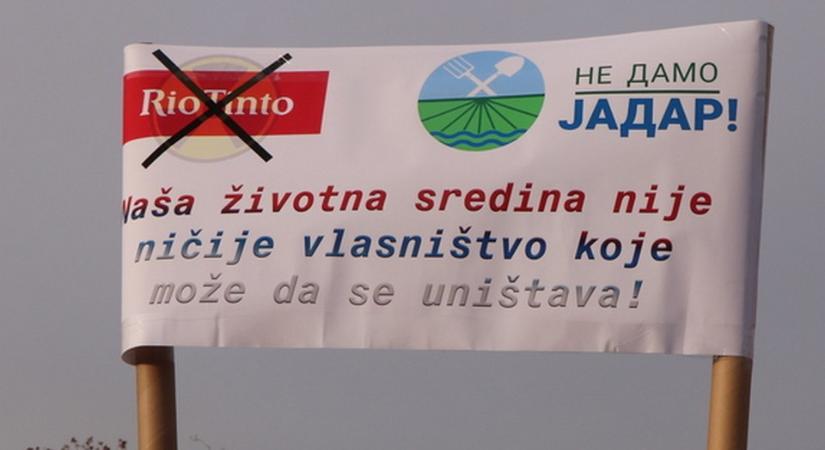 Rio Tinto
НЕ ДАМО
ЈАДАР!
Naša životna sredina nije
ničije vlasništvo koje
može da se uništava!